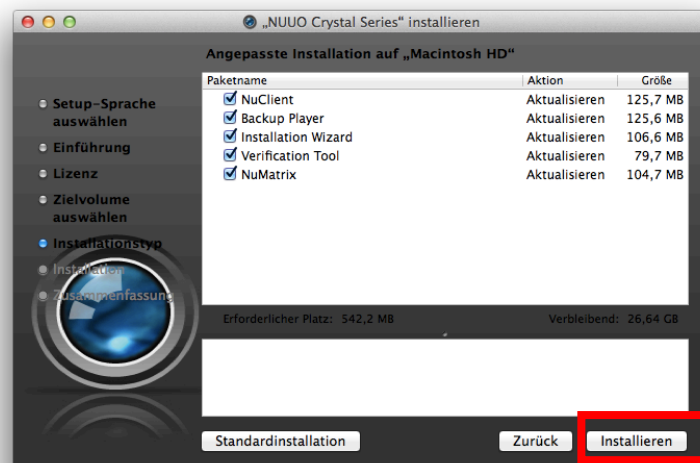 „NUUO Crystal Series“ installieren
Angepasste Installation auf „Macintosh HD“
Setup-Sprache
auswählen
Einführung
Lizenz
Zielvolume
auswählen
Installationstyp
Installation
Zusammenfassung
Paketname Aktion Größe
NuClient Aktualisieren 125,7 MB
Backup Player Aktualisieren 125,6 MB
Installation Wizard Aktualisieren 106,6 MB
Verification Tool Aktualisieren 79,7 MB
NuMatrix Aktualisieren 104,7 MB
Erforderlicher Platz: 542,2 MB Verbleibend: 26,64 GB
Standardinstallation Zurück Installieren